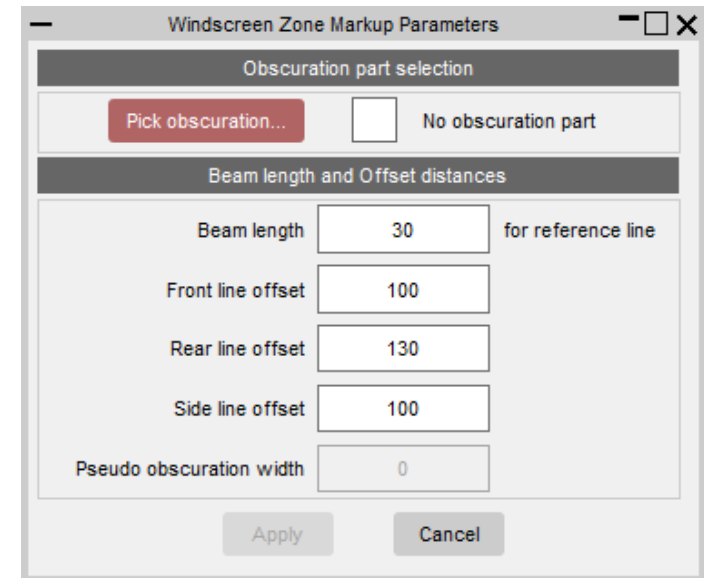 Windscreen Zone Markup Parameters
Obscuration part selection
Pick obscuration... No obscuration part
Beam length and Offset distances
Beam length 30 for reference line
Front line offset 100
Rear line offset 130
Side line offset 100
Pseudo obscuration width 0
Apply Cancel